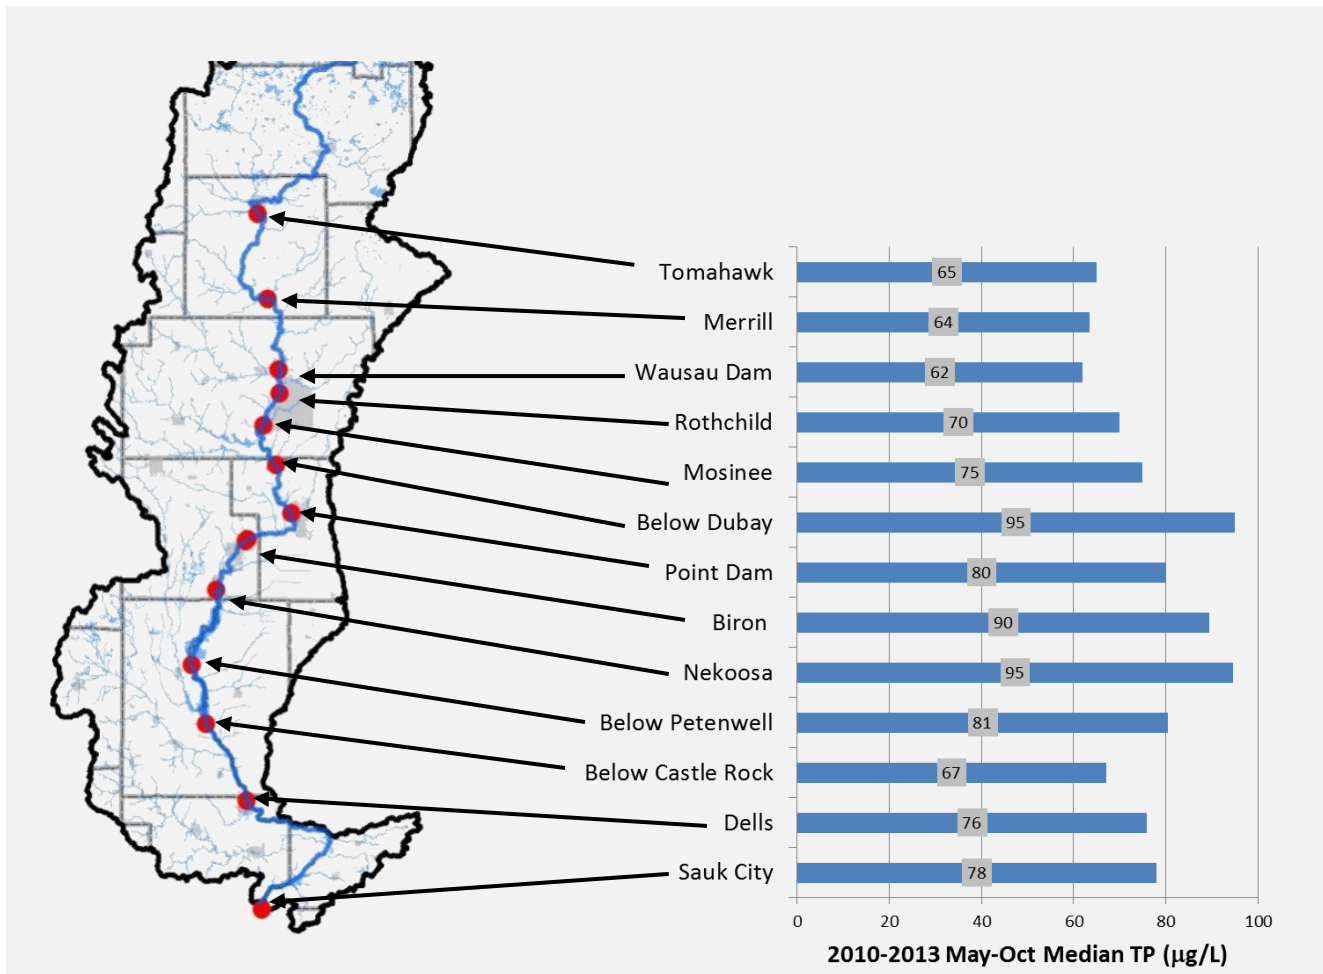 Tomahawk 65
Merrill 64
Wausau Dam 62
Rothchild 70
Mosinee 75
Below Dubay 95
Point Dam 80
Biron 90
Nekoosa 95
Below Petenwell 81
Below Castle Rock 67
Dells 76
Sauk City 78
0 20 40 60 80 100
2010-2013 May-Oct Median TP (µg/L)